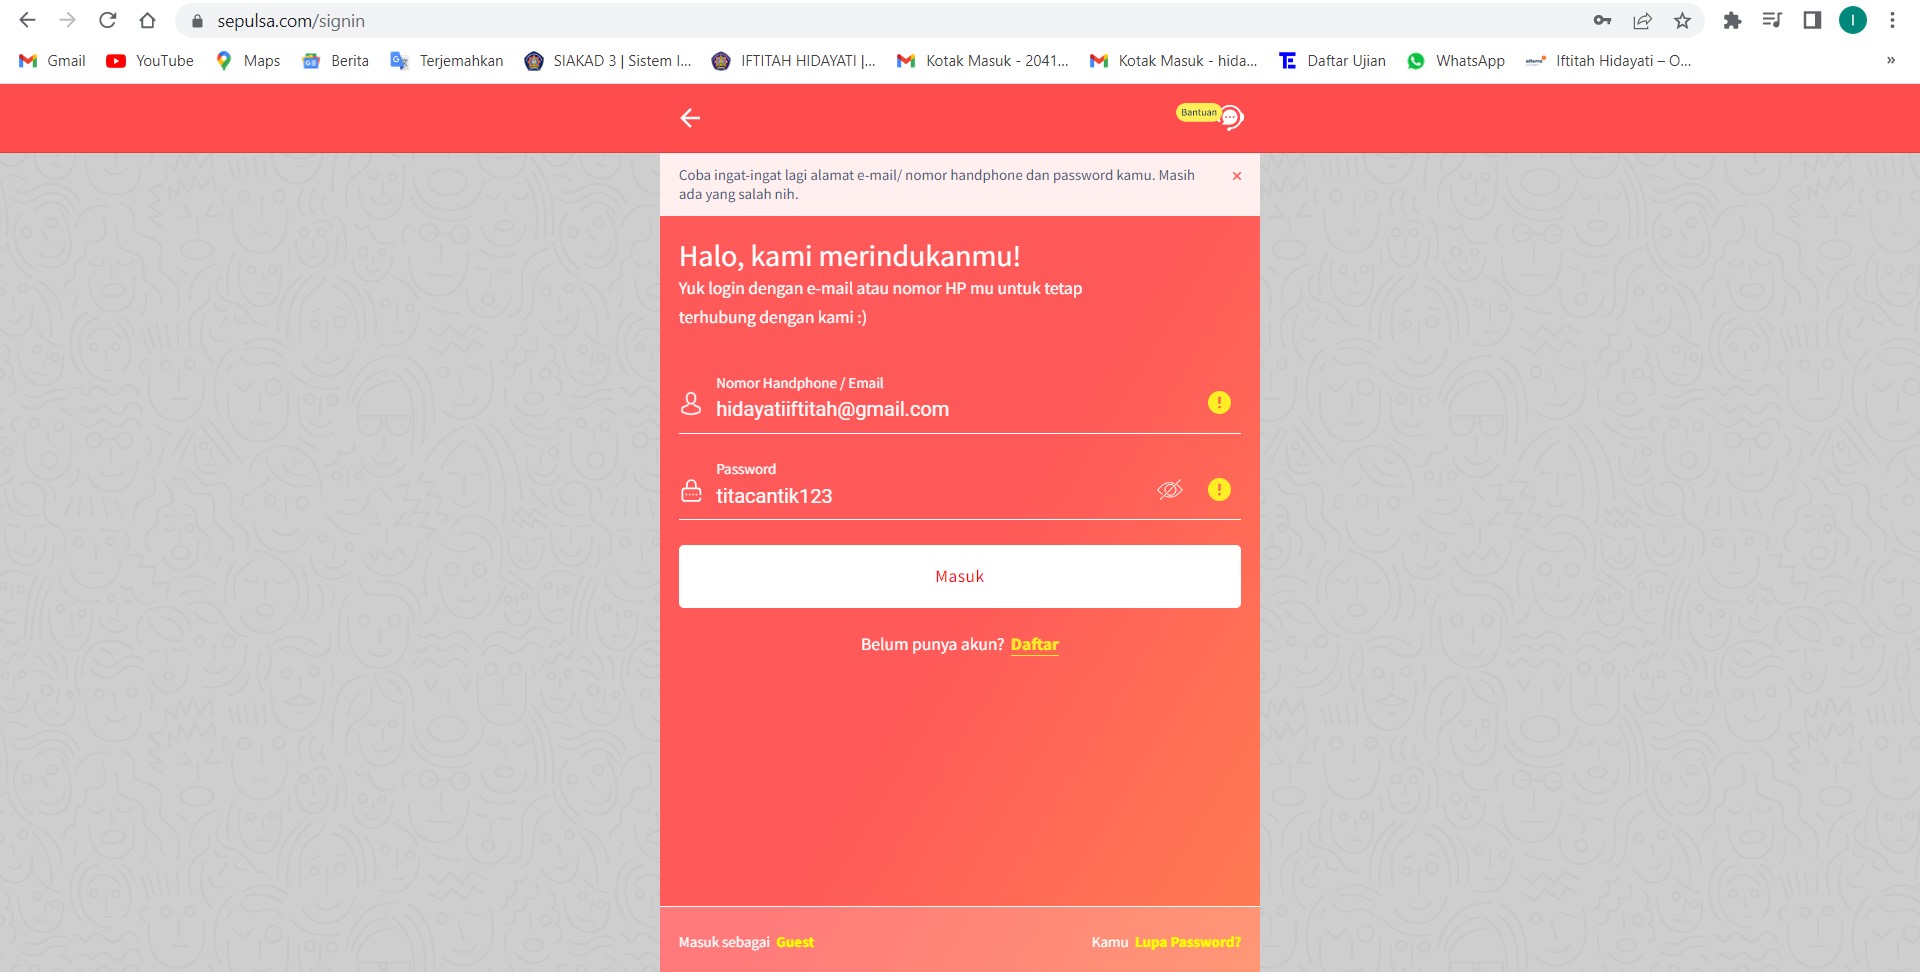 sepulsa.com/signin
I
Gmail
YouTube
Maps
Berita
Terjemahkan
SIAKAD 3 | Sistem I...
IFTITAH HIDAYATI |...
Kotak Masuk - 2041...
Kotak Masuk - hida...
Daftar Ujian
WhatsApp
Iftitah Hidayati – O...
»
Bantuan
Coba ingat-ingat lagi alamat e-mail/ nomor handphone dan password kamu. Masih
ada yang salah nih.
Halo, kami merindukanmu!
Yuk login dengan e-mail atau nomor HP mu untuk tetap
terhubung dengan kami :)
Nomor Handphone / Email
hidayatiiftitah@gmail.com
Password
titacantik123
Masuk
Belum punya akun? Daftar
Masuk sebagai Guest
Kamu Lupa Password?